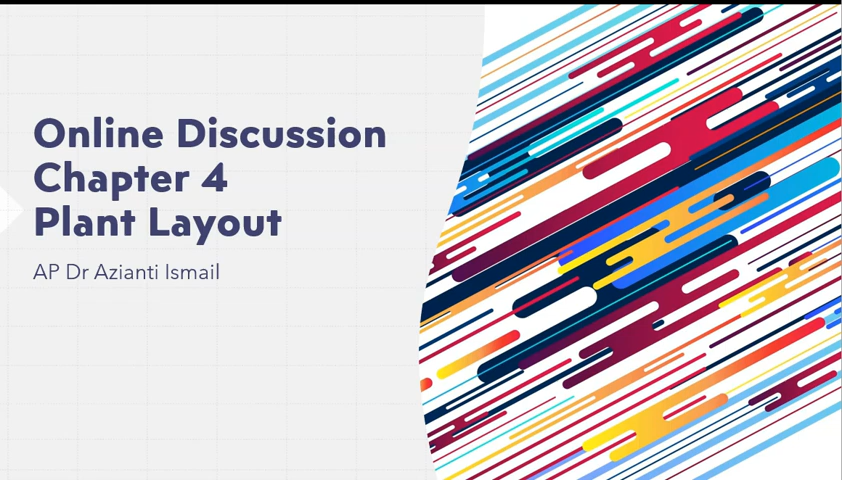 Online Discussion
Chapter 4
Plant Layout
AP Dr Azianti Ismail